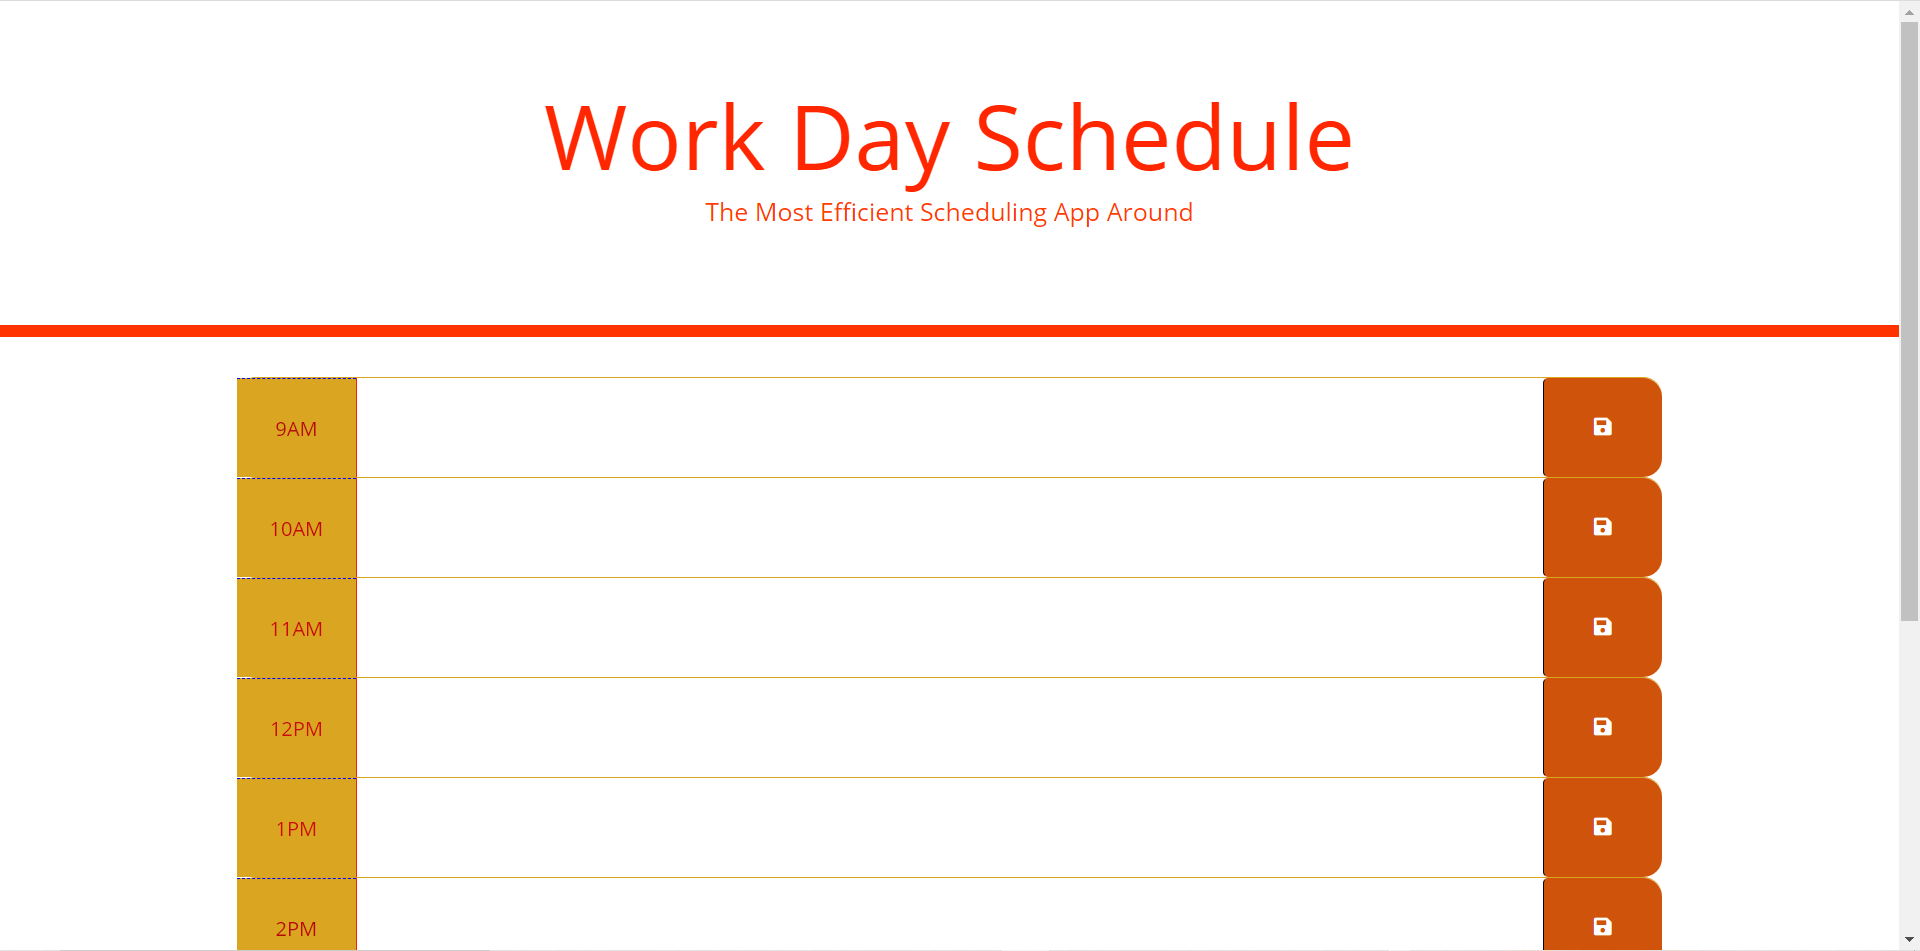 Work Day Schedule
The Most Efficient Scheduling App Around
9AM
10AM
11AM
12PM
1PM
2PM